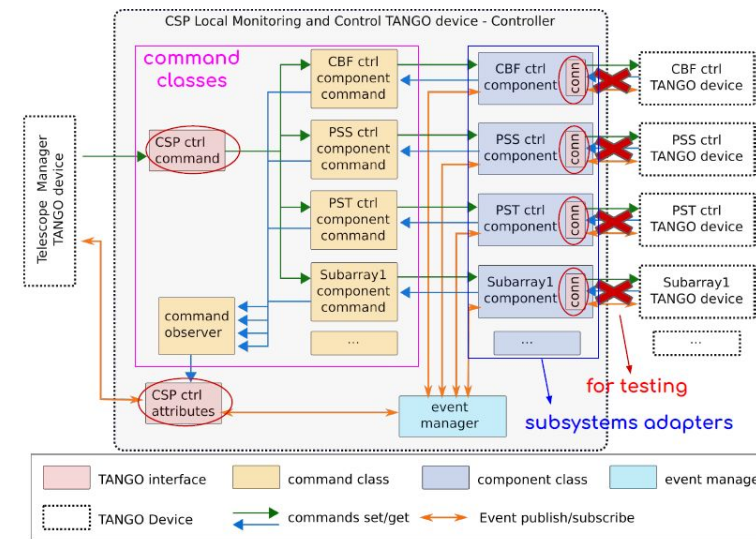 CSP Local Monitoring and Control TANGO device - Controller
command
classes
CBF ctrl
component
command
CBF ctrl
component
conn
CBF ctrl
TANGO device
Telescope Manager
TANGO device
CSP ctrl
command
PSS ctrl
component
command
PSS ctrl
component
conn
PSS ctrl
TANGO device
PST ctrl
component
command
PST ctrl
component
conn
PST ctrl
TANGO device
Subarray1
component
command
Subarray1
component
conn
Subarray1
TANGO device
command
observer
...
...
...
for testing
CSP ctrl
attributes
event
manager
subsystems adapters
TANGO interface
command class
component class
event manage
TANGO Device
commands set/get
Event publish/subscribe